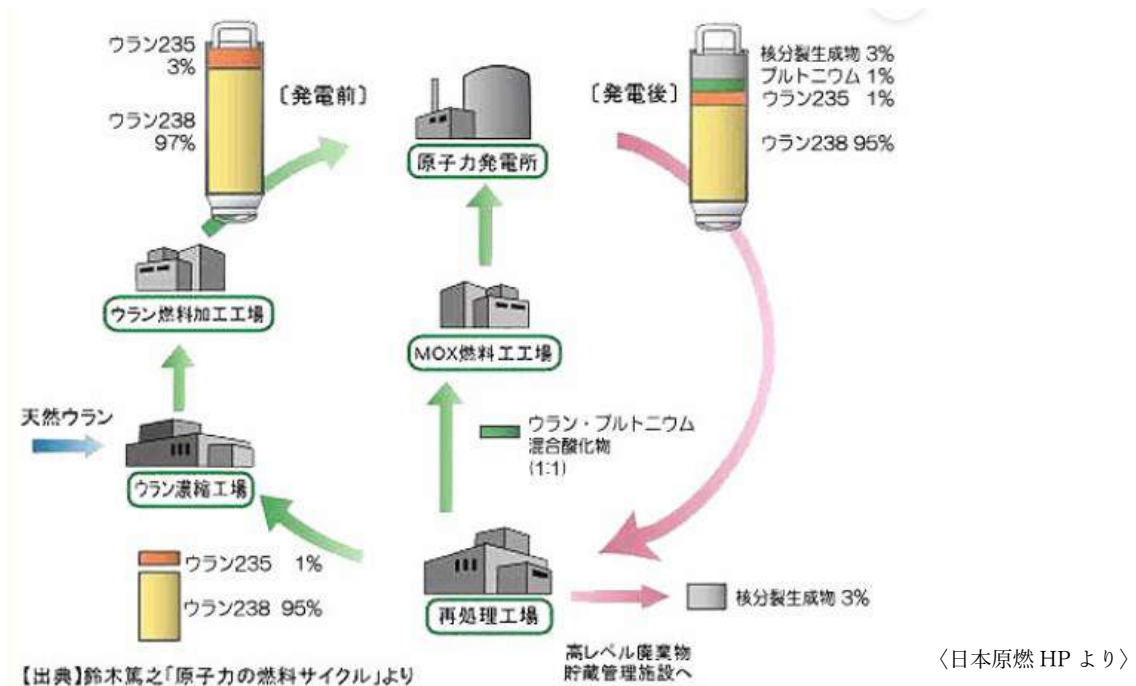 ウラン235
3%
ウラン238
97%
〔発電前〕
原子力発電所
〔発電後〕
核分裂生成物 3%
プルトニウム 1%
ウラン235 1%
ウラン238 95%
ウラン燃料加工工場
MOX燃料工工場
天然ウラン
ウラン濃縮工場
ウラン・プルトニウム
混合酸化物
(1:1)
ウラン235 1%
ウラン238 95%
再処理工場
核分裂生成物 3%
高レベル廃棄物
貯蔵管理施設へ
【出典】鈴木篤之「原子力の燃料サイクル」より
〈日本原燃 HP より〉